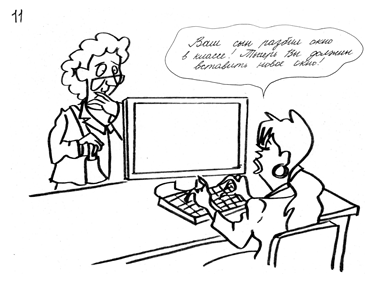 11
Ваш сын разбил окно
в классе! Теперь Вы должны
вставить новое окно!